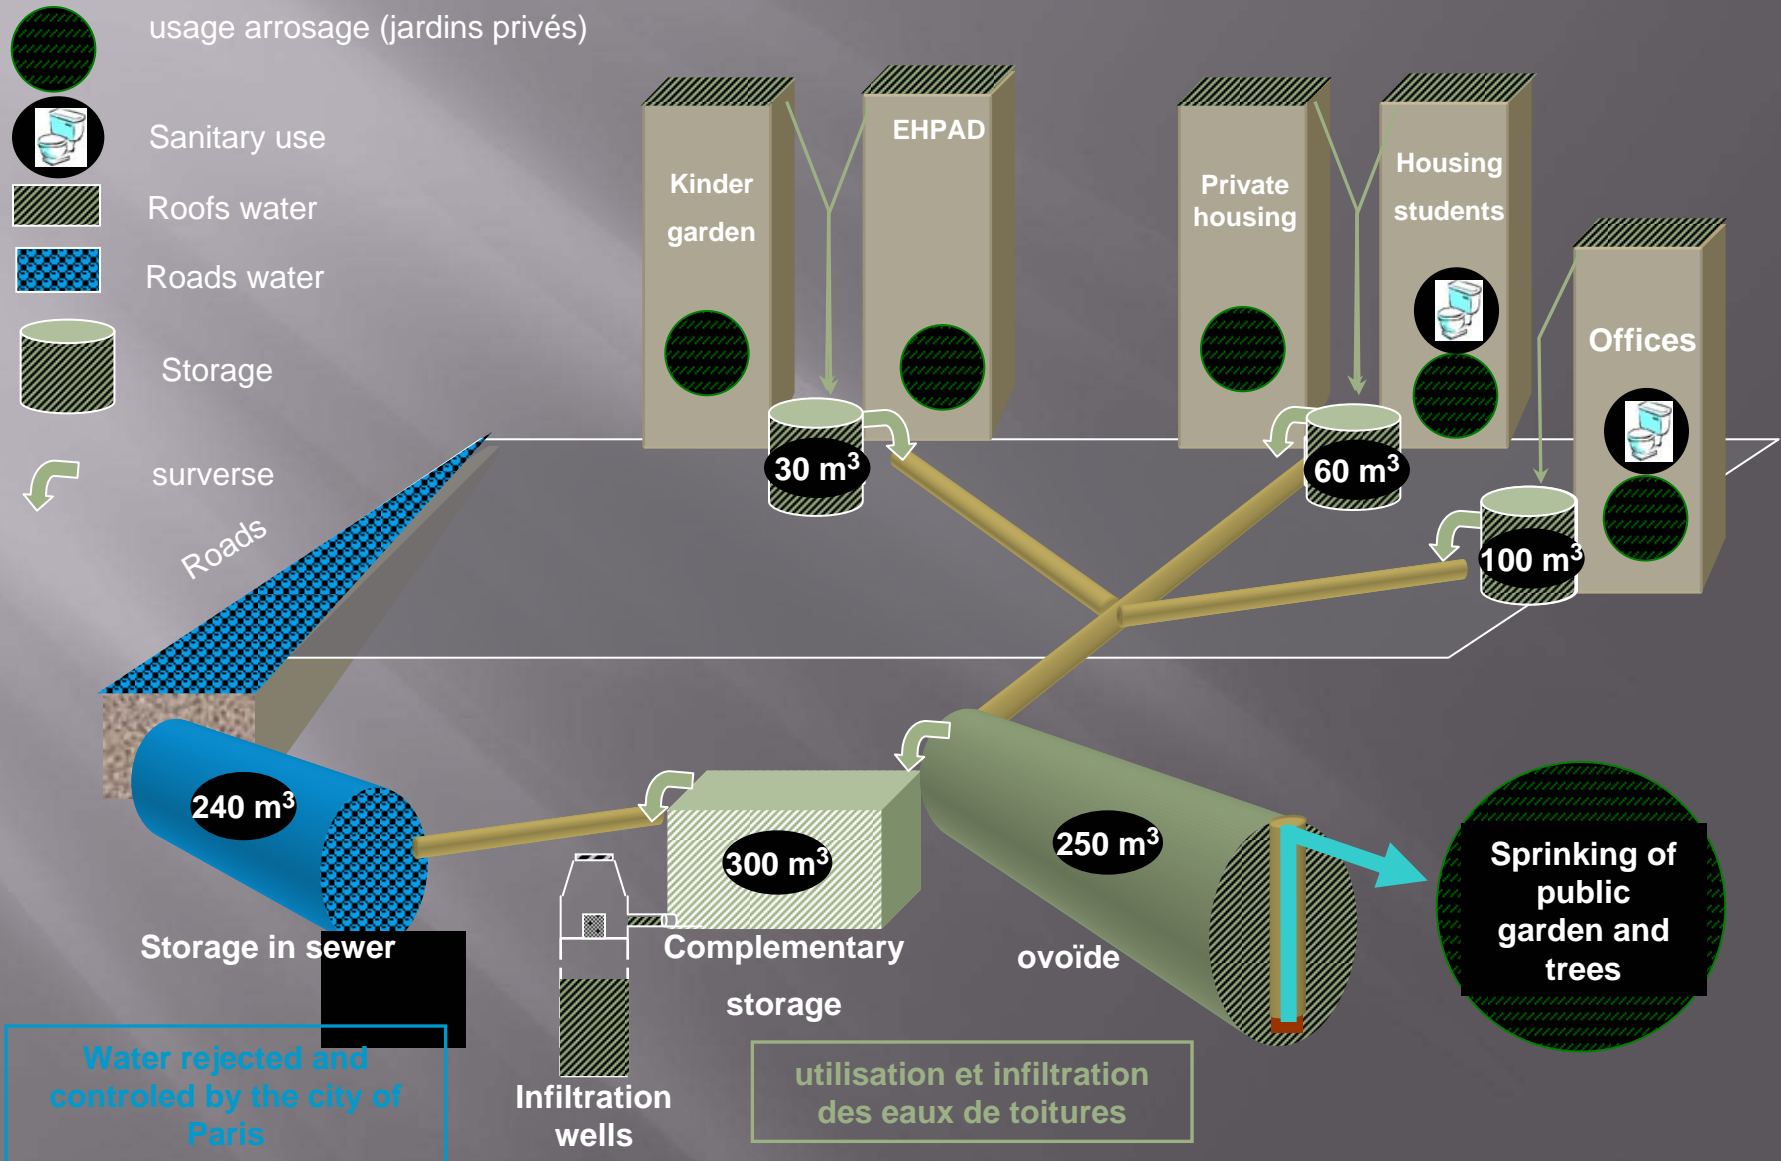 usage arrosage (jardins privés)
Sanitary use
Roofs water
Roads water
Storage
surverse
Roads
Kinder
garden
EHPAD
Private
housing
Housing
students
Offices
30 m³
60 m³
100 m³
240 m³
300 m³
250 m³
Storage in sewer
Complementary
storage
ovoïde
Sprinking of
public
garden and
trees
Infiltration
wells
Water rejected and
controled by the city of
Paris
utilisation et infiltration
des eaux de toitures